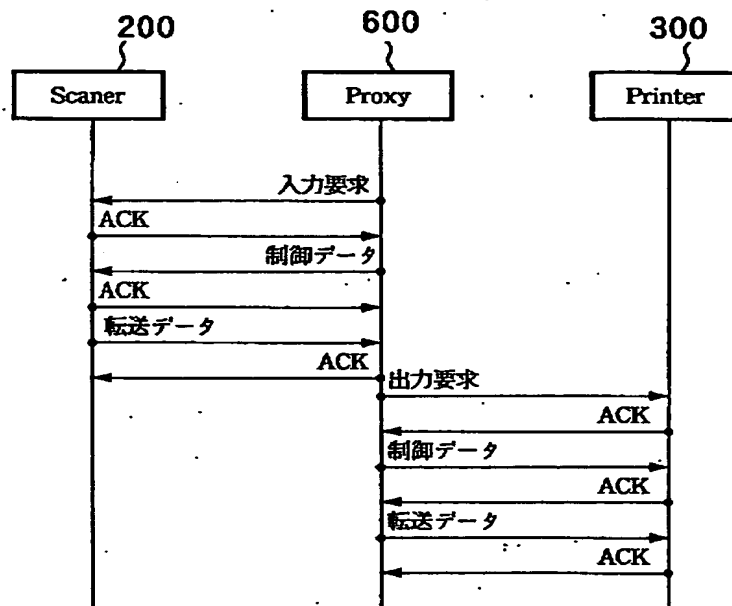 200
600
300
Scaner
Proxy
Printer
入力要求
ACK
制御データ
ACK
転送データ
ACK
出力要求
ACK
制御データ
ACK
転送データ
ACK